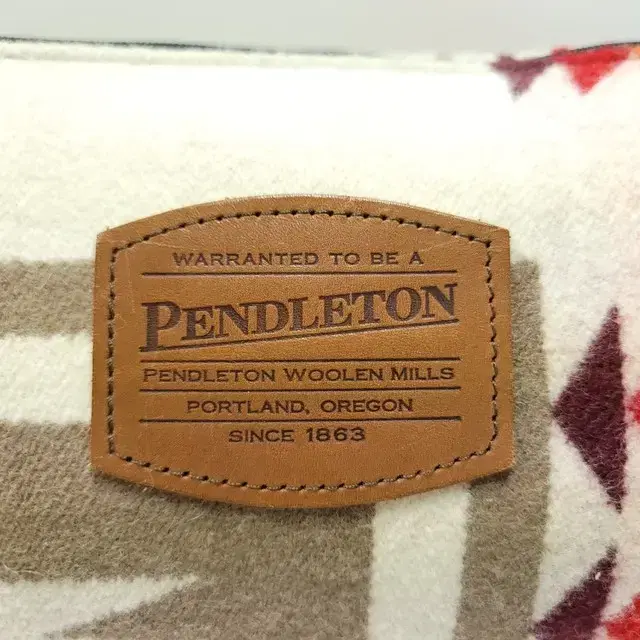 WARRANTED TO BE A
PENDLETON
PENDLETON WOOLEN MILLS
PORTLAND, OREGON
SINCE 1863